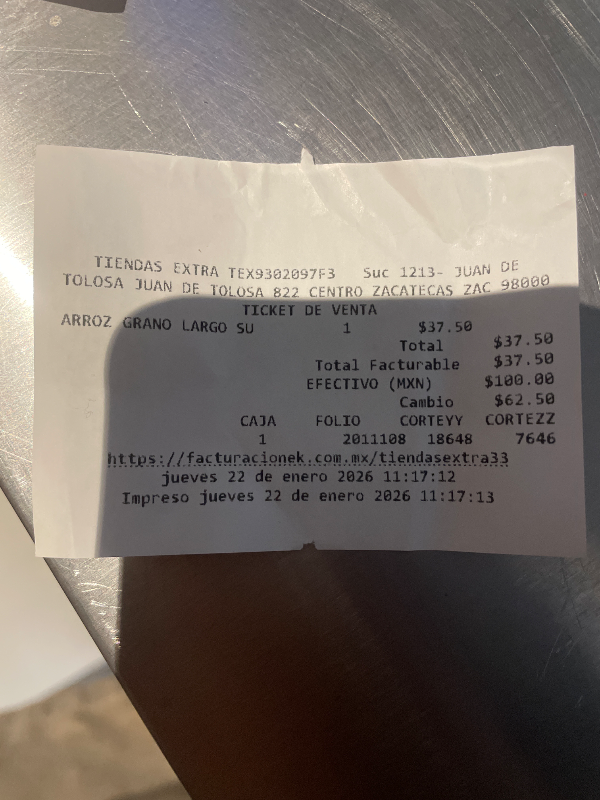 TIENDAS EXTRA TEX9302097F3 Suc 1213- JUAN DE
TOLOSA JUAN DE TOLOSA 822 CENTRO ZACATECAS ZAC 98000
TICKET DE VENTA
ARROZ GRANO LARGO SU 1 $37.50
Total $37.50
Total Facturable $37.50
EFECTIVO (MXN) $100.00
Cambio $62.50
CAJA FOLIO CORTEYY CORTEZZ
1 2011108 18648 7646
https://facturacionek.com.mx/tiendasextra33
jueves 22 de enero 2026 11:17:12
Impreso jueves 22 de enero 2026 11:17:13